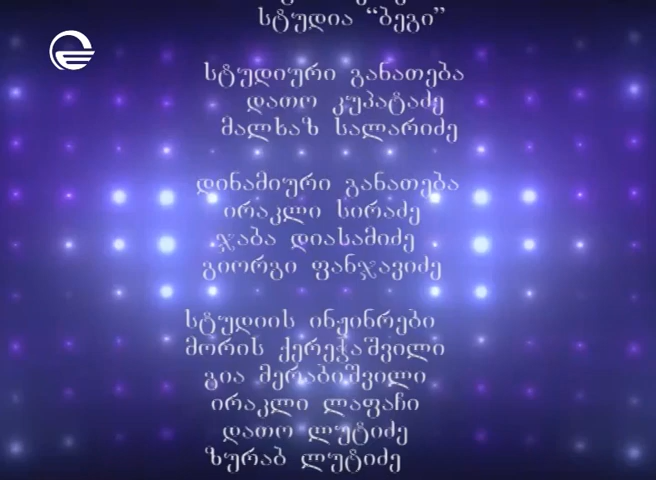 სტუდია “ბეგი”
სტუდიური განათება
დათო კუპატაძე
მალხაზ სალარიძე
დინამიური განათება
ირაკლი სირაძე
ჯაბა დიასამიძე
გიორგი ფანჯავიძე
სტუდიის ინჟინრები
მორის ქერეჭაშვილი
გია მერაბიშვილი
ირაკლი ლაფაჩი
დათო ლუტიძე
ზურაბ ლუტიძე